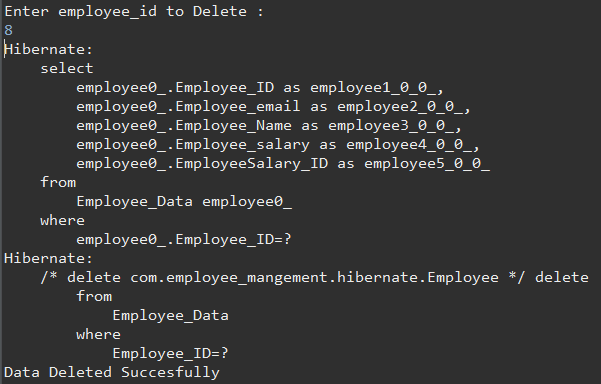 Enter employee_id to Delete :
8
Hibernate:
    select
        employee0_.Employee_ID as employee1_0_0_,
        employee0_.Employee_email as employee2_0_0_,
        employee0_.Employee_Name as employee3_0_0_,
        employee0_.Employee_salary as employee4_0_0_,
        employee0_.EmployeeSalary_ID as employee5_0_0_
    from
        Employee_Data employee0_
    where
        employee0_.Employee_ID=?
Hibernate:
    /* delete com.employee_mangement.hibernate.Employee */ delete
        from
            Employee_Data
        where
            Employee_ID=?
Data Deleted Succesfully